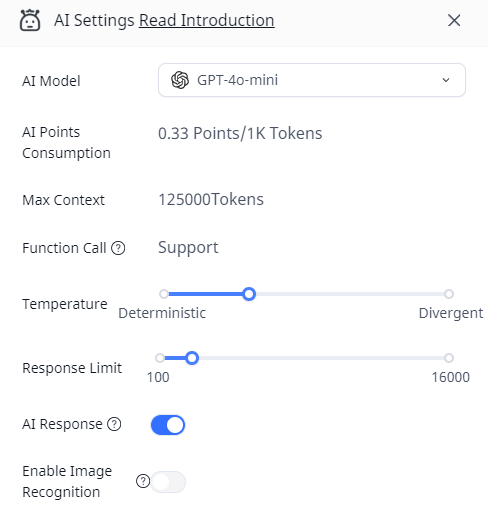 AI Settings Read Introduction
AI Model
GPT-4o-mini
AI Points
Consumption
0.33 Points/1K Tokens
Max Context
125000Tokens
Function Call ?
Support
Temperature
Deterministic
Divergent
Response Limit
100
16000
AI Response ?
Enable Image
Recognition ?